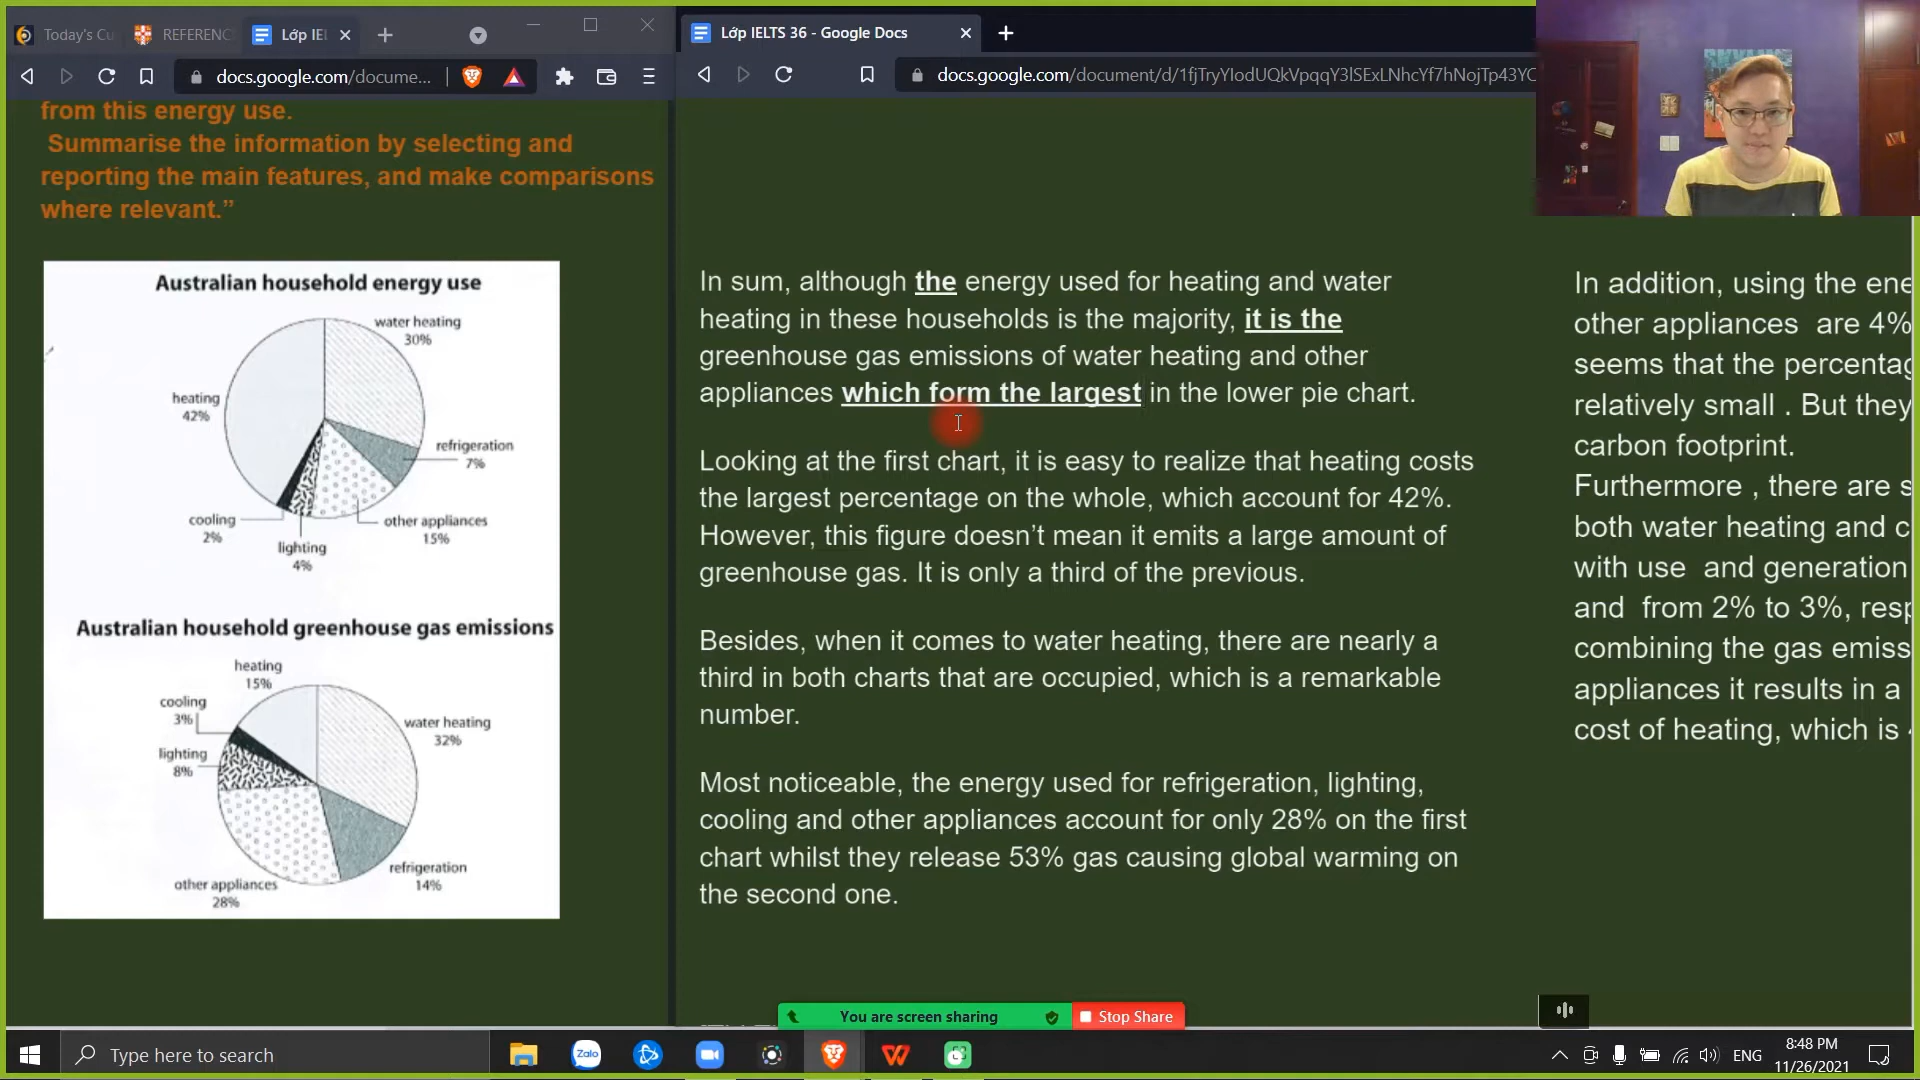 Today's Cu
REFERENC
Lớp IEL
Lớp IELTS 36 - Google Docs
docs.google.com/docume...
docs.google.com/document/d/1fjTryYIodUQkVpqqY3lSExLNhcYf7hNojTp43YC
from this energy use.
Summarise the information by selecting and
reporting the main features, and make comparisons
where relevant.”
Australian household energy use
water heating
30%
heating
42%
refrigeration
7%
cooling
2%
other appliances
15%
lighting
4%
Australian household greenhouse gas emissions
heating
15%
cooling
3%
water heating
32%
lighting
8%
refrigeration
14%
other appliances
28%
In sum, although the energy used for heating and water
heating in these households is the majority, it is the
greenhouse gas emissions of water heating and other
appliances which form the largest in the lower pie chart.
Looking at the first chart, it is easy to realize that heating costs
the largest percentage on the whole, which account for 42%.
However, this figure doesn’t mean it emits a large amount of
greenhouse gas. It is only a third of the previous.
Besides, when it comes to water heating, there are nearly a
third in both charts that are occupied, which is a remarkable
number.
Most noticeable, the energy used for refrigeration, lighting,
cooling and other appliances account for only 28% on the first
chart whilst they release 53% gas causing global warming on
the second one.
In addition, using the ene
other appliances are 4%
seems that the percentag
relatively small . But they
carbon footprint.
Furthermore , there are s
both water heating and c
with use and generation
and from 2% to 3%, resp
combining the gas emiss
appliances it results in a
cost of heating, which is
You are screen sharing
Stop Share
Type here to search
Zalo
ENG
8:48 PM
11/26/2021